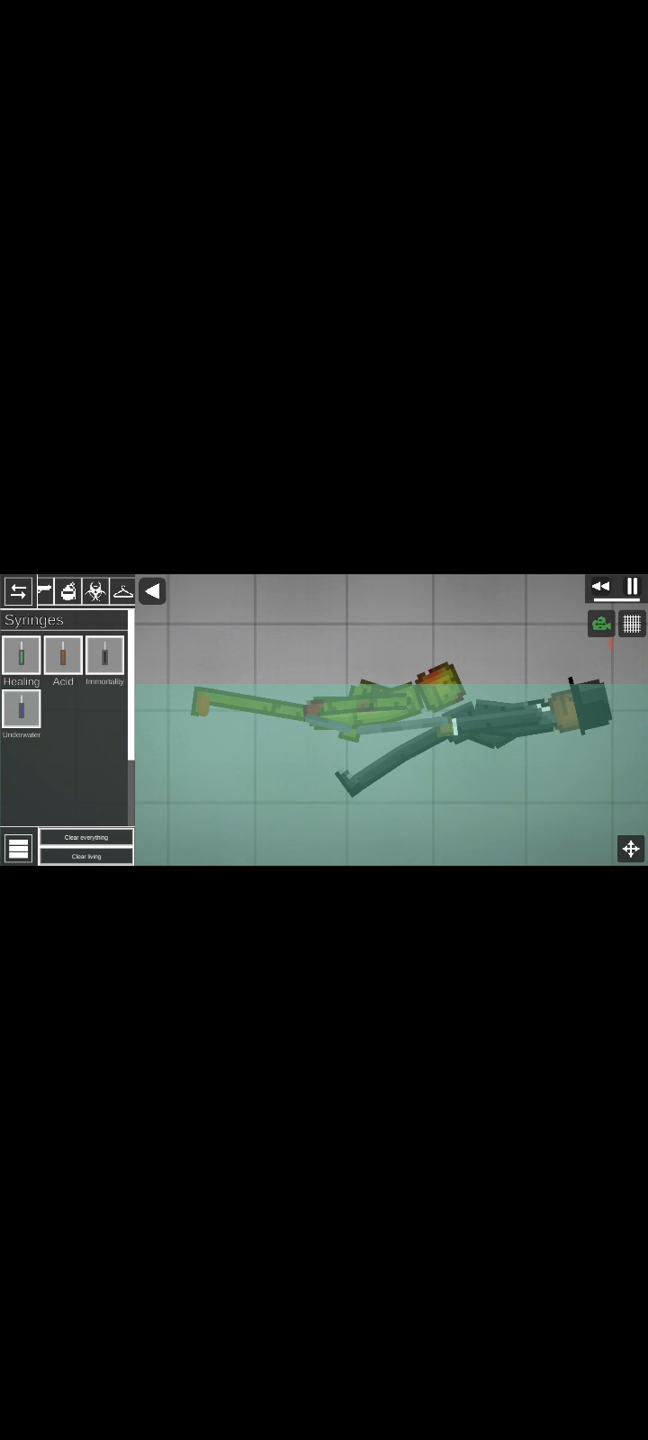 Syringes
Healing
Acid
Immortality
Underwater
Clear everything
Clear living